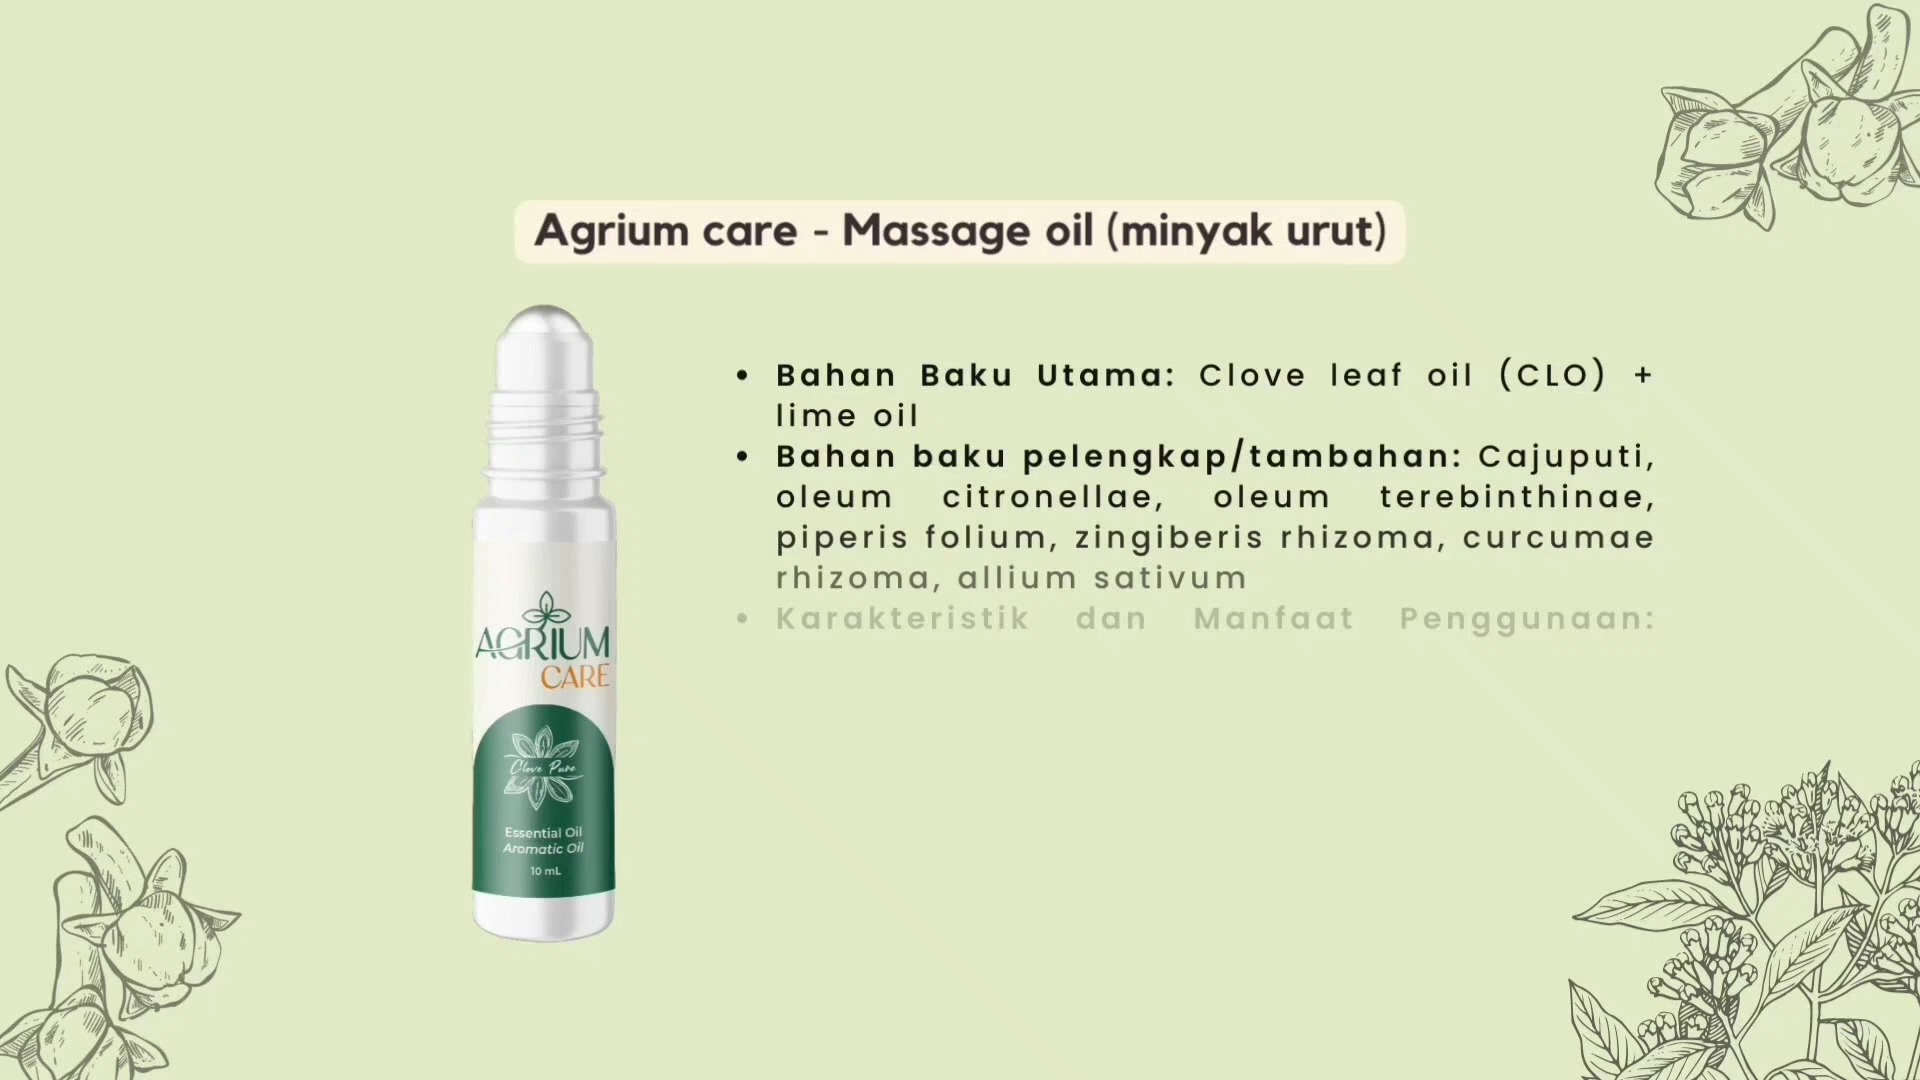 Agrium care - Massage oil (minyak urut)
• Bahan Baku Utama: Clove leaf oil (CLO) +
lime oil
• Bahan baku pelengkap/tambahan: Cajuputi,
oleum citronellae, oleum terebinthinae,
piperis folium, zingiberis rhizoma, curcumae
rhizoma, allium sativum
• Karakteristik dan Manfaat Penggunaan:
AGRIUM
CARE
Clove Pure
Essential Oil
Aromatic Oil
10 mL